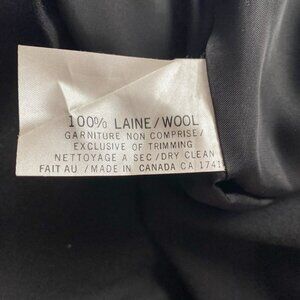 100% LAINE/WOOL
GARNITURE NON COMPRISE/
EXCLUSIVE OF TRIMMING
NETTOYAGE A SEC/DRY CLEAN
FAIT AU /MADE IN CANADA CA 1741